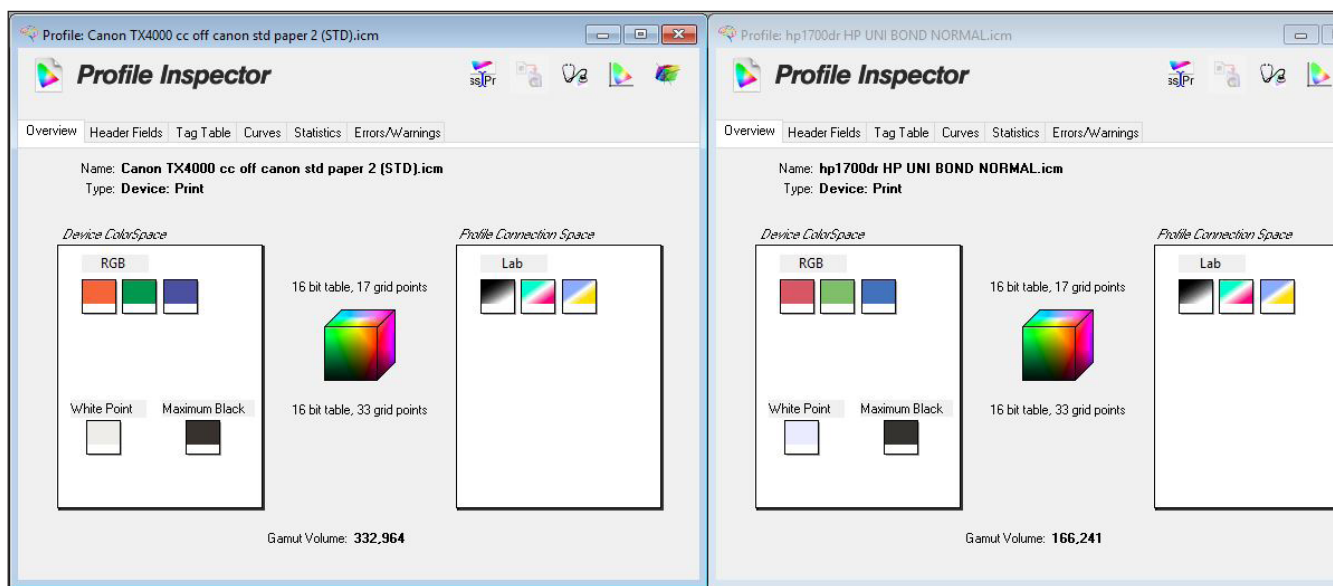 Profile: Canon TX4000 cc off canon std paper 2 (STD).icm
Profile Inspector
Overview Header Fields Tag Table Curves Statistics Errors/Warnings
Name: Canon TX4000 cc off canon std paper 2 (STD).icm
Type: Device: Print
Device ColorSpace
Profile Connection Space
RGB
Lab
16 bit table, 17 grid points
White Point
Maximum Black
16 bit table, 33 grid points
Gamut Volume: 332,964
Profile: hp1700dr HP UNI BOND NORMAL.icm
Profile Inspector
Overview Header Fields Tag Table Curves Statistics Errors/Warnings
Name: hp1700dr HP UNI BOND NORMAL.icm
Type: Device: Print
Device ColorSpace
Profile Connection Space
RGB
Lab
16 bit table, 17 grid points
White Point
Maximum Black
16 bit table, 33 grid points
Gamut Volume: 166,241